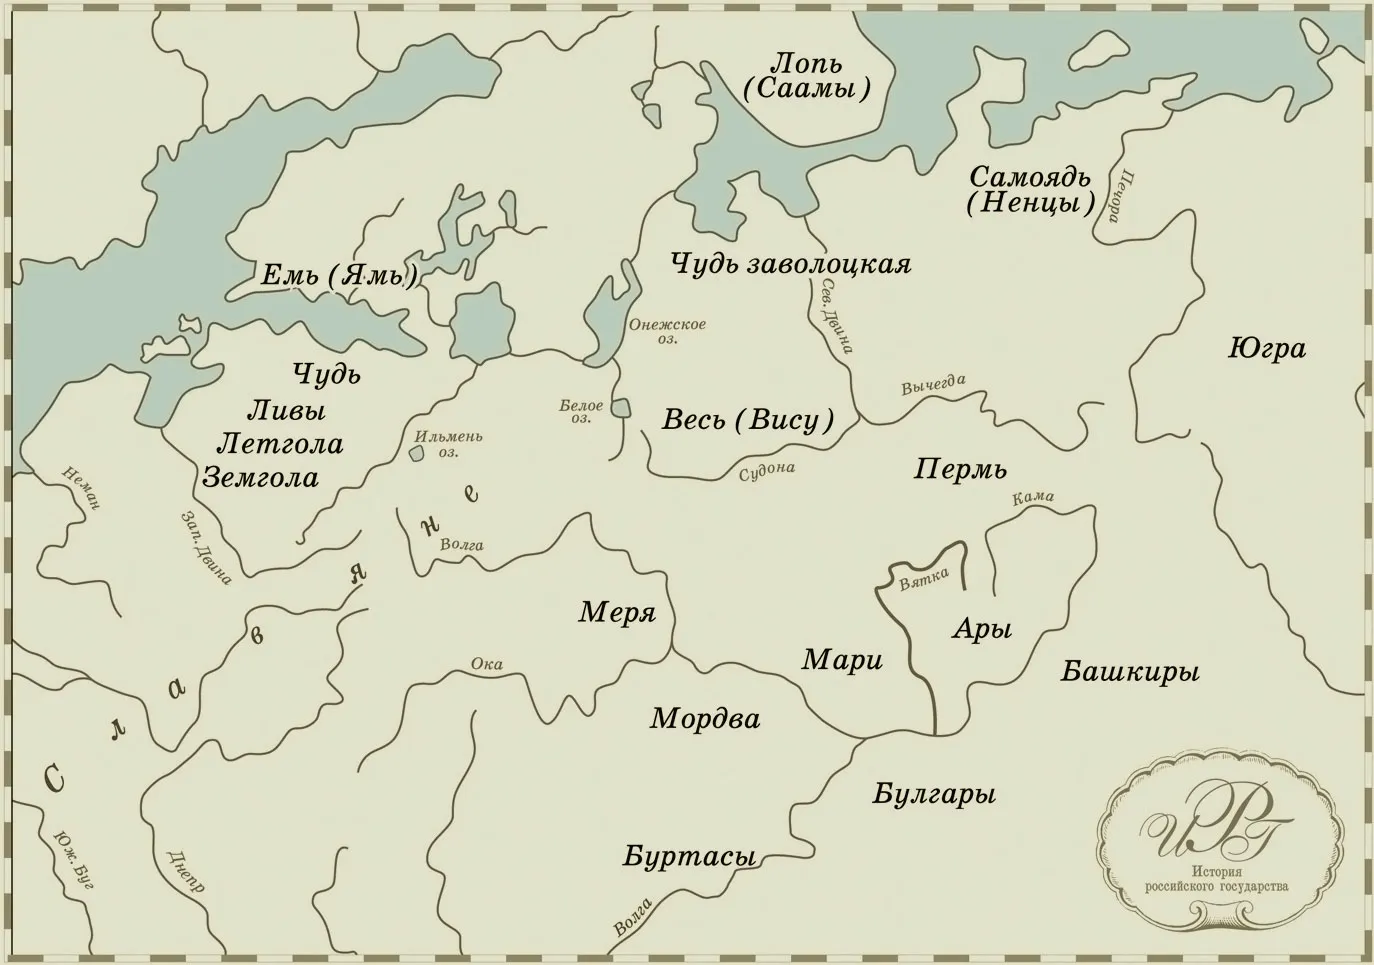 Лопь
(Саамы)
Самоядь
(Ненцы)
Печора
Емь (Ямь)
Чудь заволоцкая
Сев. Двина
Онежское
оз.
Югра
Чудь
Ливы
Летгола
Земгола
Вычегда
Белое
оз.
Весь (Вису)
Ильмень
оз.
Судона
Пермь
Неман
Зап. Двина
Волга
Кама
Вятка
Славяне
Меря
Ары
Мари
Башкиры
Ока
Мордва
Булгары
Буртасы
Юж. Буг
Днепр
Волга
ИРГ
История
российского государства